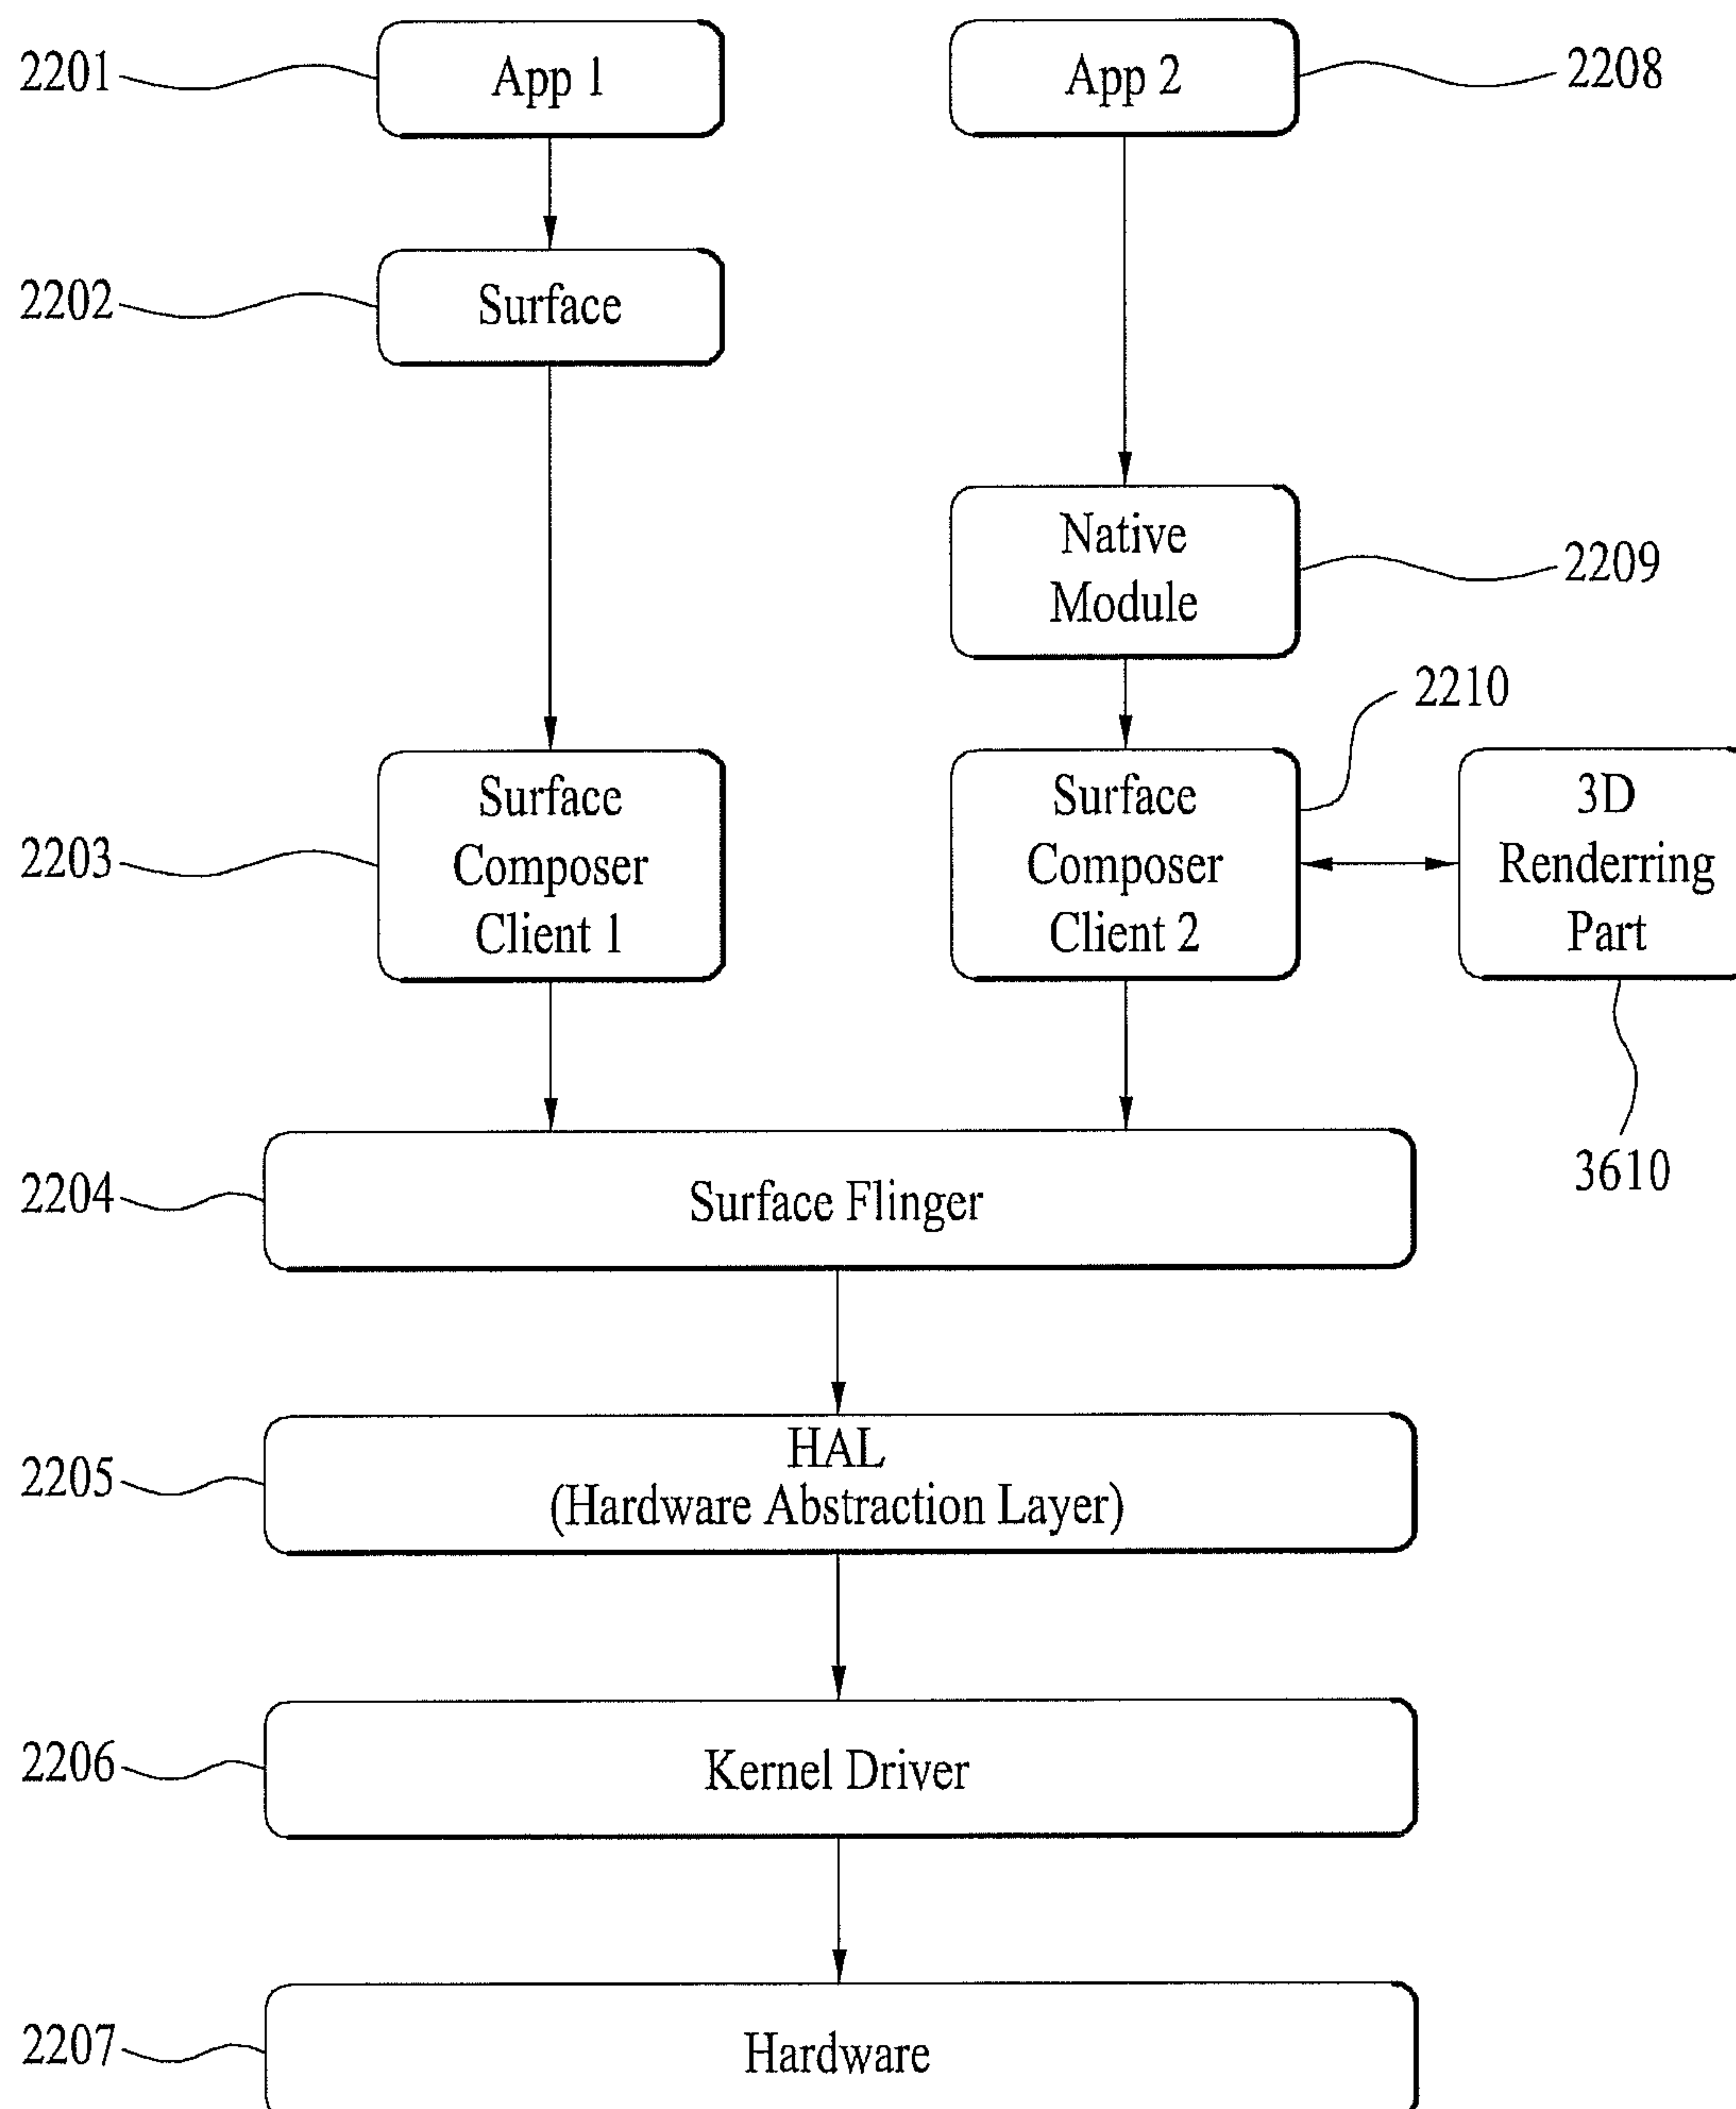 2201
App 1
App 2
2208
2202
Surface
Native
Module
2209
2210
2203
Surface
Composer
Client 1
Surface
Composer
Client 2
3D
Renderring
Part
3610
2204
Surface Flinger
2205
HAL
(Hardware Abstraction Layer)
2206
Kernel Driver
2207
Hardware